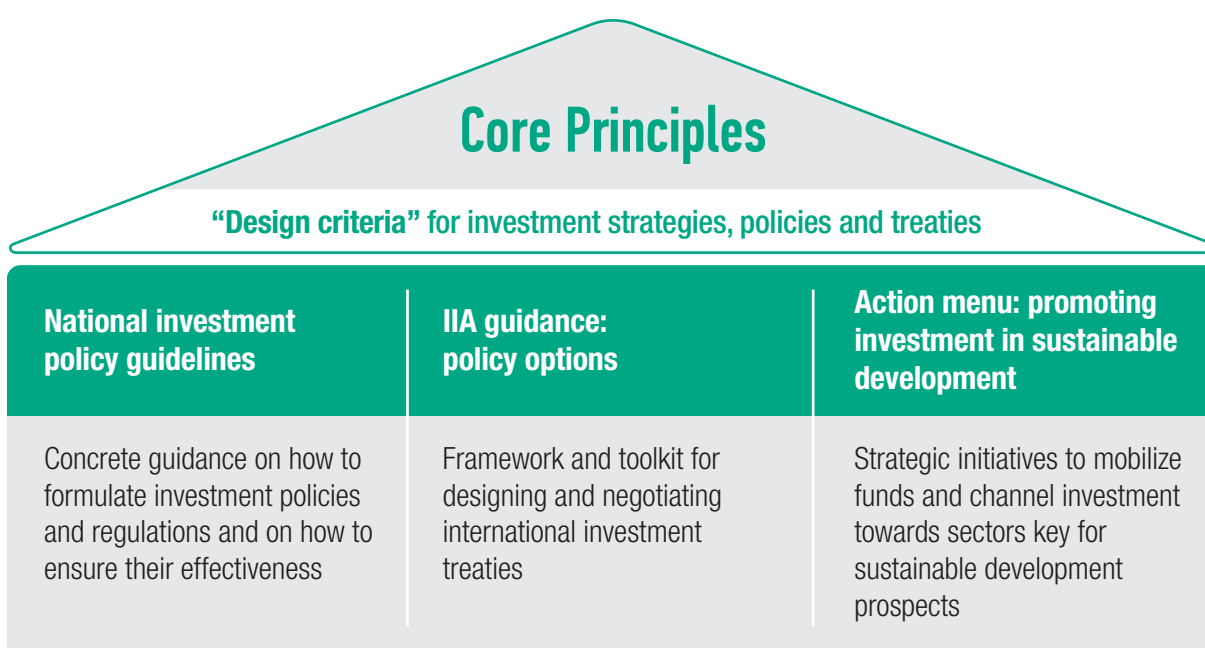 Core Principles
“Design criteria” for investment strategies, policies and treaties
National investment
policy guidelines
Concrete guidance on how to
formulate investment policies
and regulations and on how to
ensure their effectiveness
IIA guidance:
policy options
Framework and toolkit for
designing and negotiating
international investment
treaties
Action menu: promoting
investment in sustainable
development
Strategic initiatives to mobilize
funds and channel investment
towards sectors key for
sustainable development
prospects